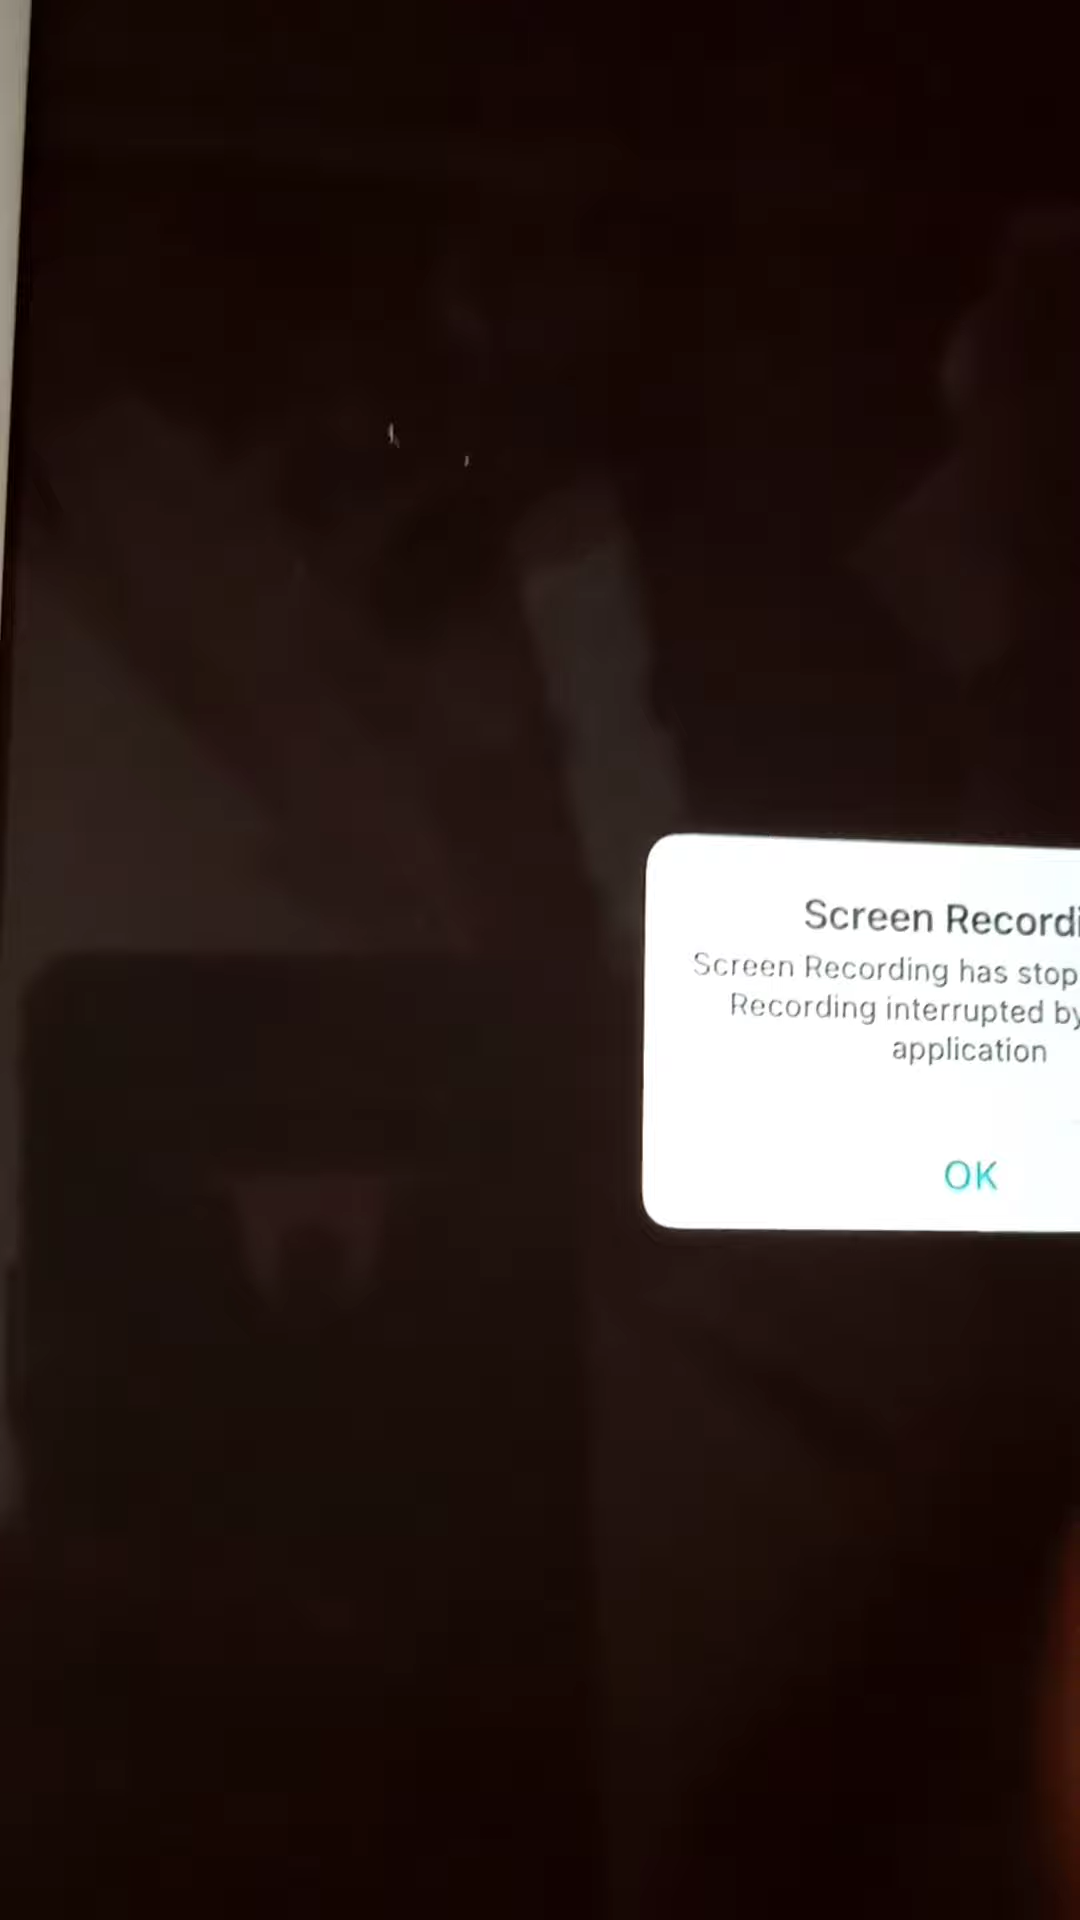 Screen Recordi
Screen Recording has stop
Recording interrupted by
application
OK